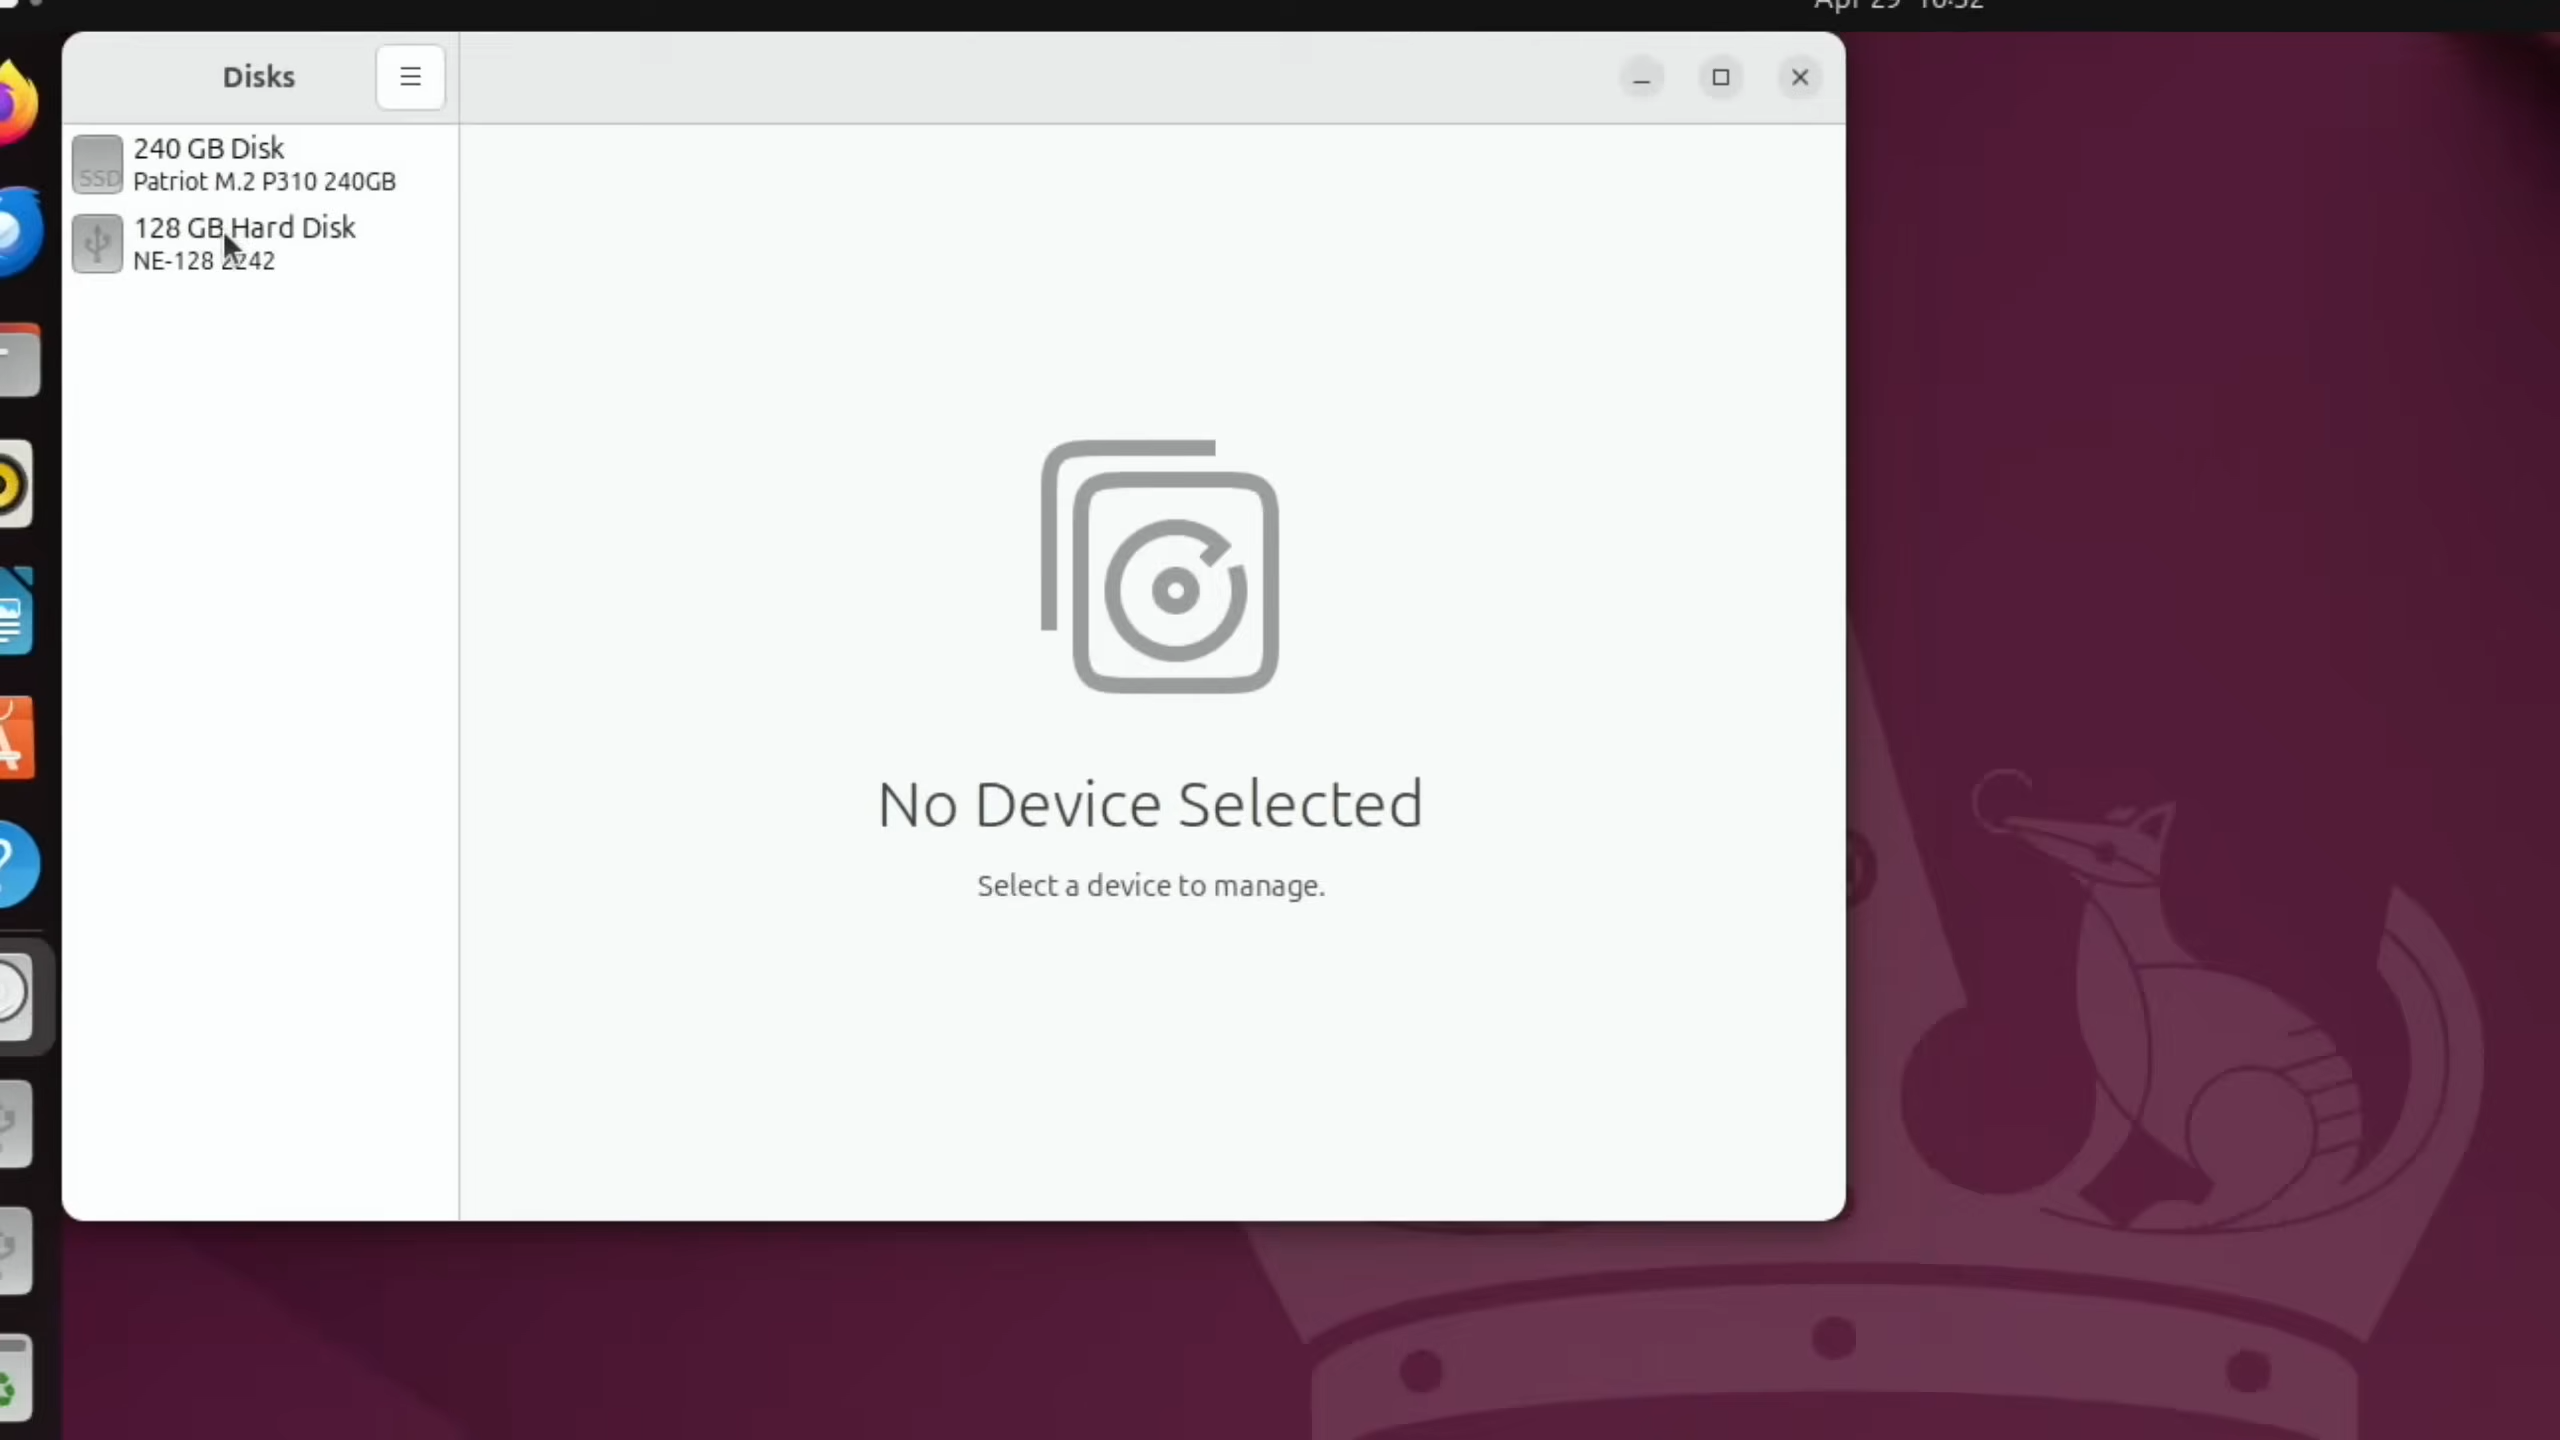 Disks
240 GB Disk
SSD
Patriot M.2 P310 240GB
128 GB Hard Disk
NE-128 2242
No Device Selected
Select a device to manage.